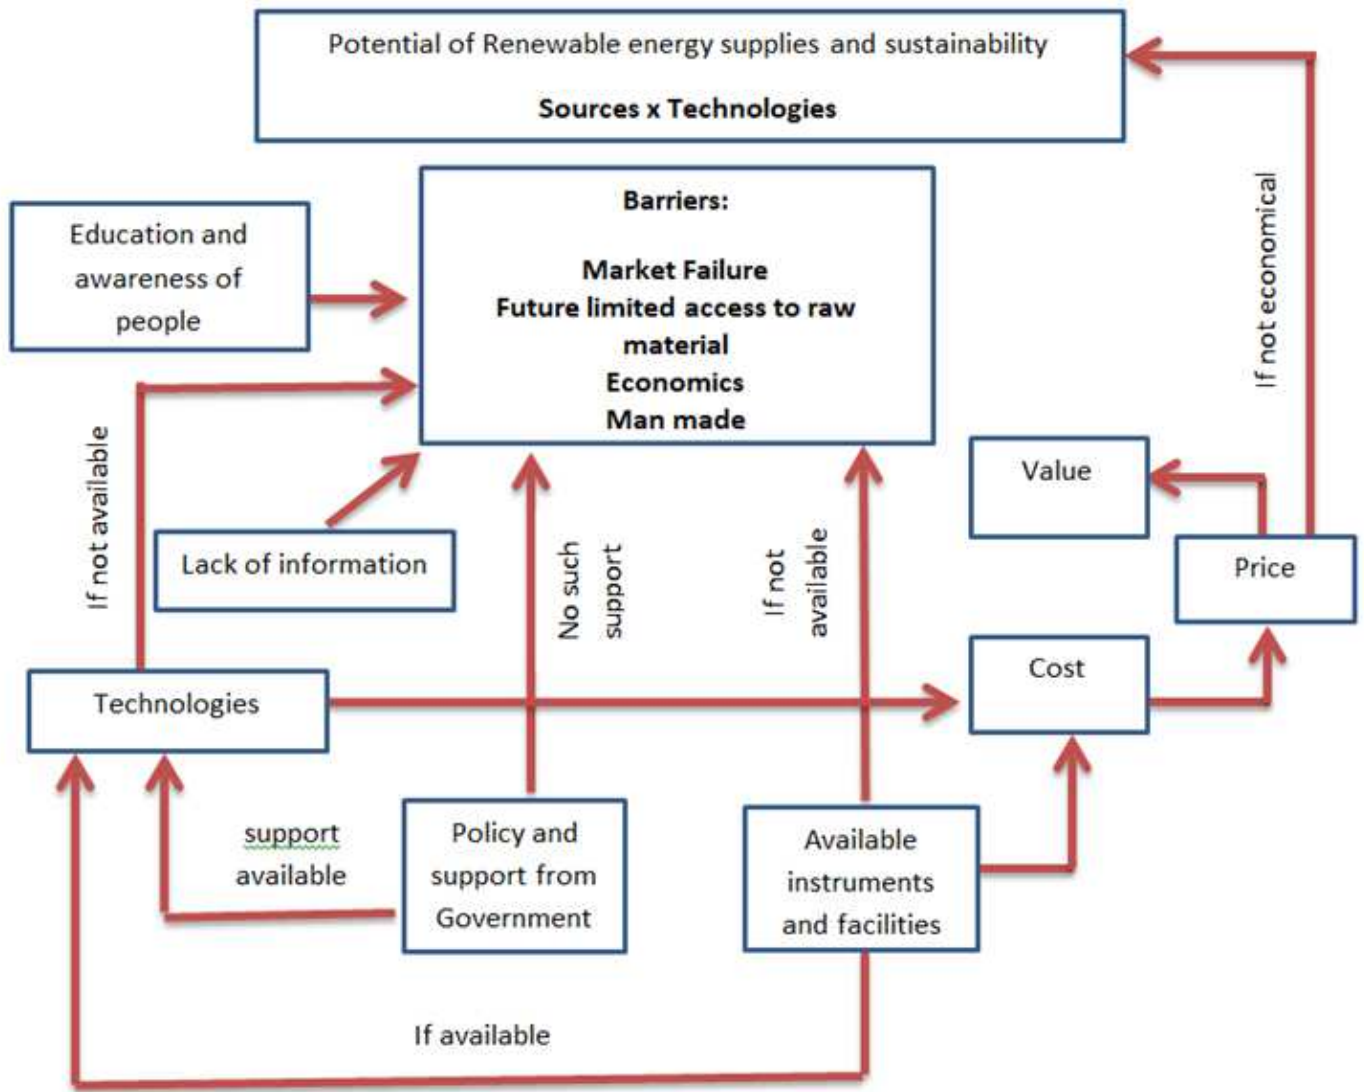 Potential of Renewable energy supplies and sustainability
Sources x Technologies
Barriers:
Market Failure
Future limited access to raw
material
Economics
Man made
Education and
awareness of
people
If not economical
If not available
Lack of information
No such
support
If not
available
Value
Price
Cost
Technologies
support
available
Policy and
support from
Government
Available
instruments
and facilities
If available